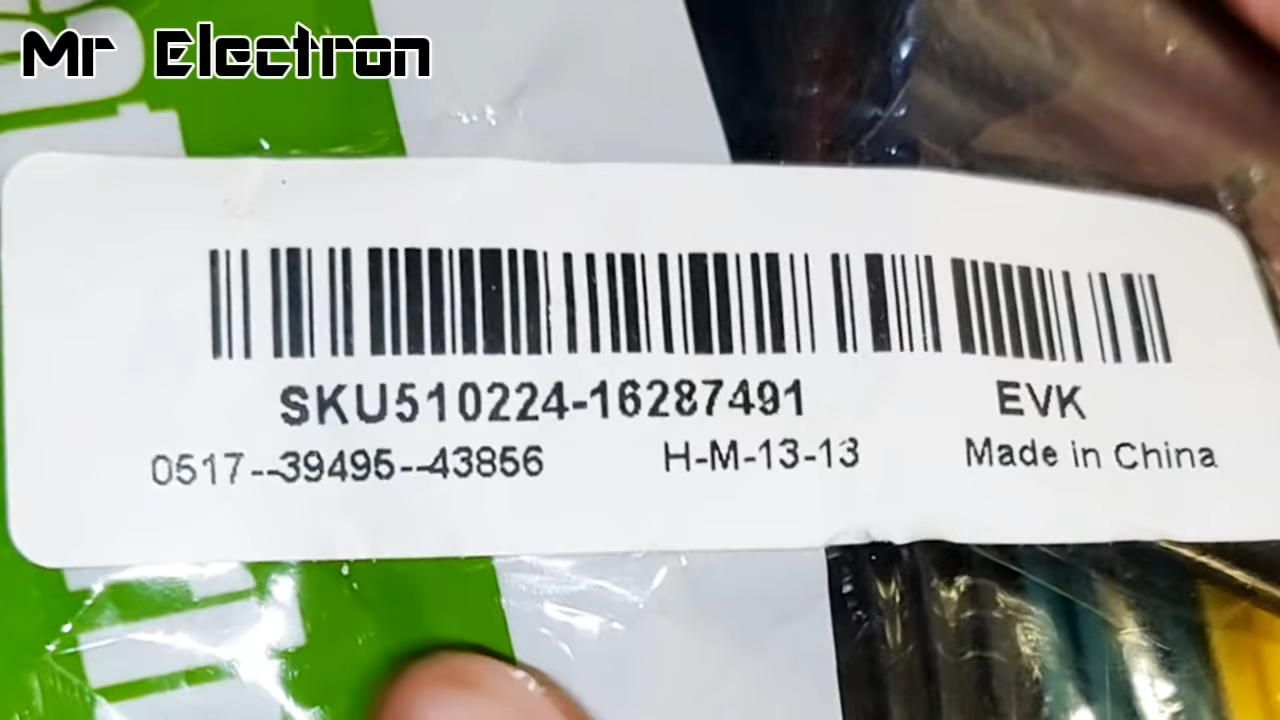 Mr Electron
SKU510224-16287491 EVK
0517--39495--43856 H-M-13-13 Made in China